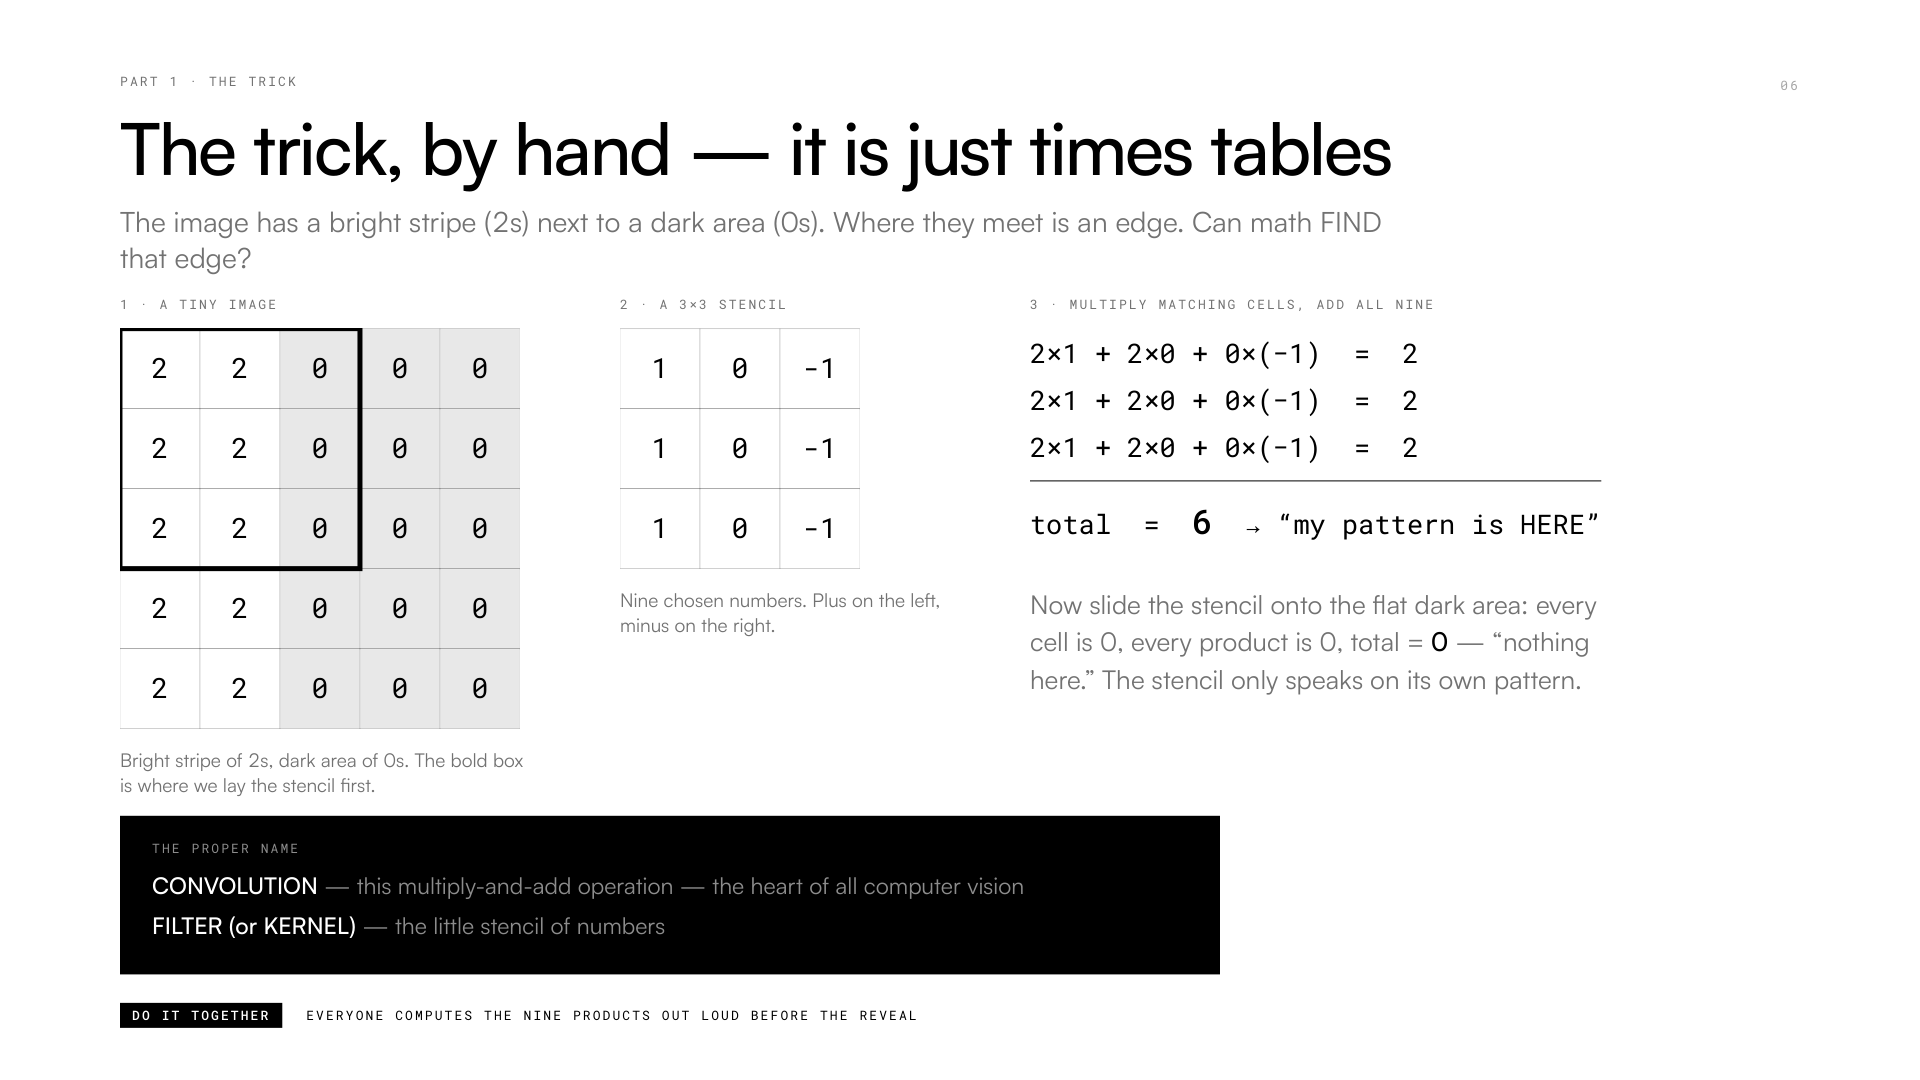 PART 1 · THE TRICK
06
The trick, by hand — it is just times tables
The image has a bright stripe (2s) next to a dark area (0s). Where they meet is an edge. Can math FIND
that edge?
1 · A TINY IMAGE
2 2 0 0 0
2 2 0 0 0
2 2 0 0 0
2 2 0 0 0
2 2 0 0 0
Bright stripe of 2s, dark area of 0s. The bold box
is where we lay the stencil first.
2 · A 3×3 STENCIL
1 0 -1
1 0 -1
1 0 -1
Nine chosen numbers. Plus on the left,
minus on the right.
3 · MULTIPLY MATCHING CELLS, ADD ALL NINE
2×1 + 2×0 + 0×(−1) = 2
2×1 + 2×0 + 0×(−1) = 2
2×1 + 2×0 + 0×(−1) = 2
total = 6 → “my pattern is HERE”
Now slide the stencil onto the flat dark area: every
cell is 0, every product is 0, total = 0 — “nothing
here.” The stencil only speaks on its own pattern.
THE PROPER NAME
CONVOLUTION — this multiply-and-add operation — the heart of all computer vision
FILTER (or KERNEL) — the little stencil of numbers
DO IT TOGETHER EVERYONE COMPUTES THE NINE PRODUCTS OUT LOUD BEFORE THE REVEAL